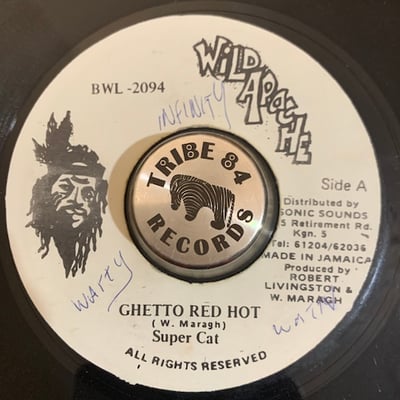 WILD APACHE
BWL -2094
INFINITY
TRIBE 84
RECORDS
Side A
Distributed by
SONIC SOUNDS
5 Retirement Rd.
Kgn. 5
Tel: 61204/62036
MADE IN JAMAICA
Produced by
ROBERT
LIVINGSTON &
W. MARAGH
WATTY
GHETTO RED HOT
( W. Maragh)
Super Cat
ALL RIGHTS RESERVED